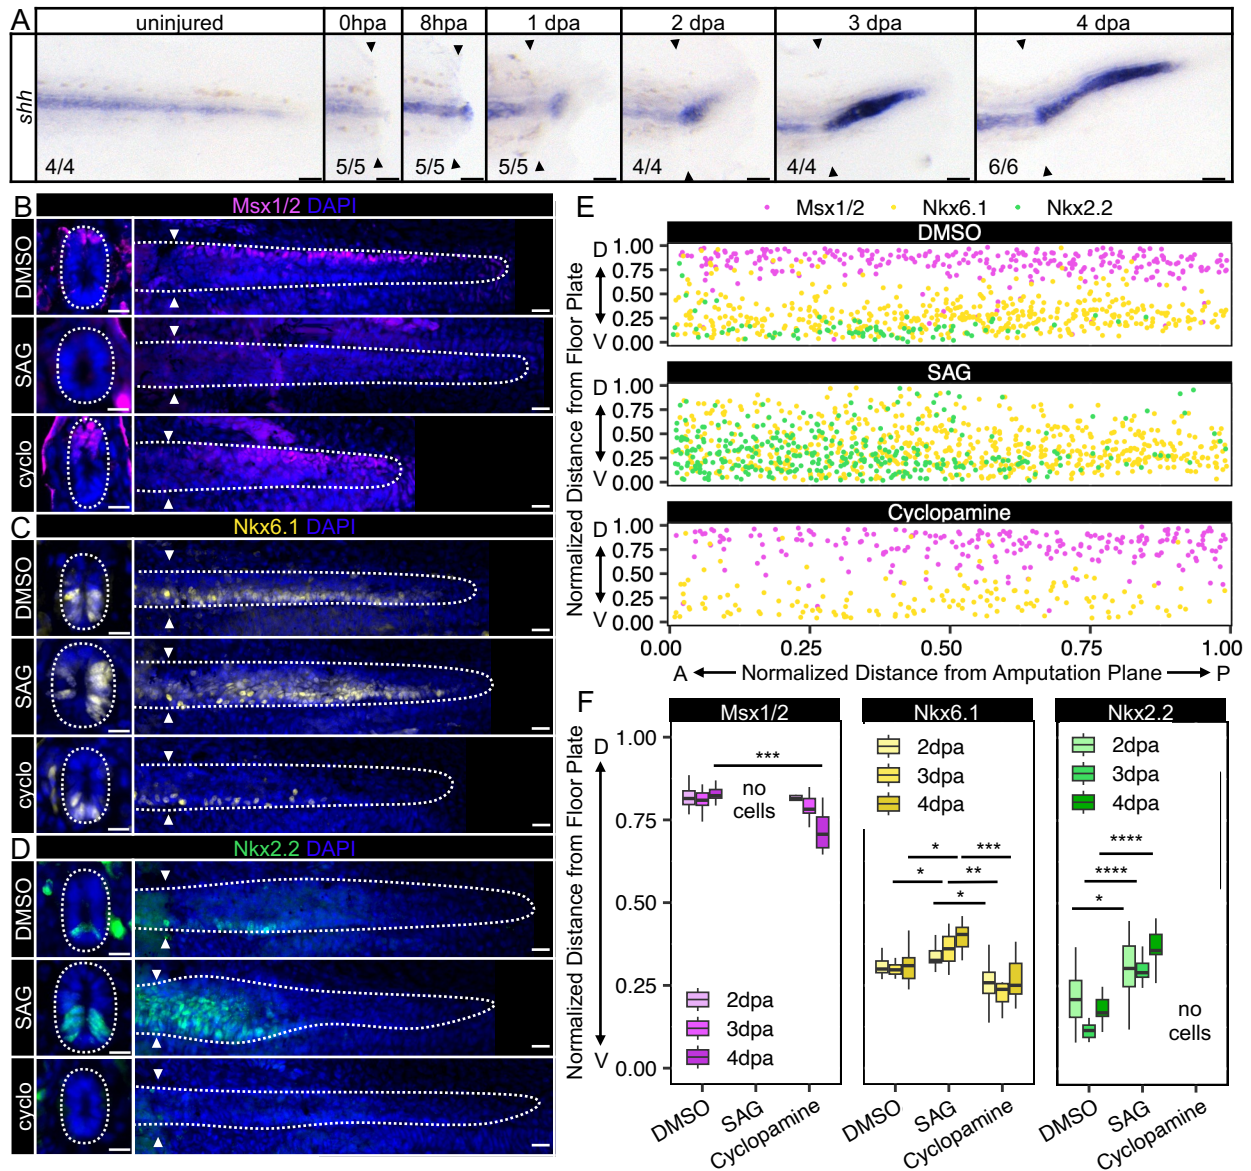 A
uninjured 0hpa 8hpa 1 dpa 2 dpa 3 dpa 4 dpa
shh
4/4 5/5 5/5 5/5 4/4 4/4 6/6
B
Msx1/2 DAPI
DMSO
SAG
cyclo
C
Nkx6.1 DAPI
DMSO
SAG
cyclo
D
Nkx2.2 DAPI
DMSO
SAG
cyclo
E
Msx1/2 Nkx6.1 Nkx2.2
Normalized Distance from Floor Plate
DMSO
D 1.00
0.75
0.50
0.25
V 0.00
SAG
D 1.00
0.75
0.50
0.25
V 0.00
Cyclopamine
D 1.00
0.75
0.50
0.25
V 0.00
0.00 0.25 0.50 0.75 1.00
A Normalized Distance from Amputation Plane P
F
Msx1/2 Nkx6.1 Nkx2.2
Normalized Distance from Floor Plate
D 1.00
0.75
0.50
0.25
V 0.00
***
no
cells
2dpa
3dpa
4dpa
DMSO
SAG
Cyclopamine
2dpa
3dpa
4dpa
* ***
* **
*
DMSO
SAG
Cyclopamine
2dpa
3dpa
4dpa
****
****
*
no
cells
DMSO
SAG
Cyclopamine